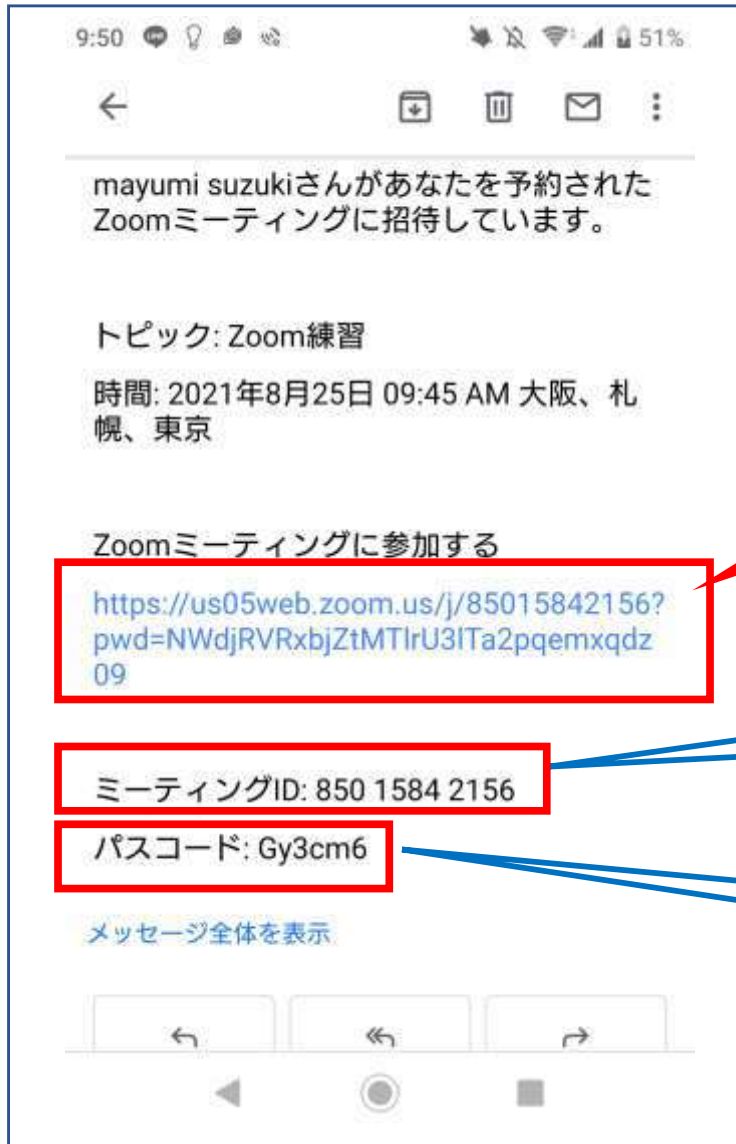 9:50
51%
mayumi suzukiさんがあなたを予約された
Zoomミーティングに招待しています。
トピック: Zoom練習
時間: 2021年8月25日 09:45 AM 大阪、札
幌、東京
Zoomミーティングに参加する
https://us05web.zoom.us/j/85015842156?
pwd=NWdjRVRxbjZtMTlrU3lTa2pqemxqdz
09
ミーティングID: 850 1584 2156
パスコード: Gy3cm6
メッセージ全体を表示